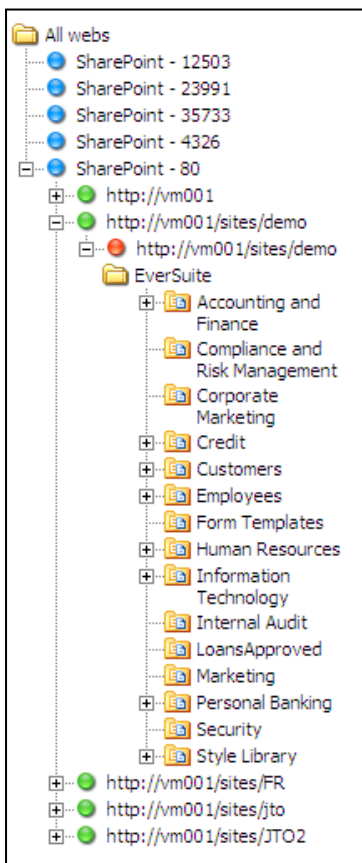 All webs
SharePoint - 12503
SharePoint - 23991
SharePoint - 35733
SharePoint - 4326
SharePoint - 80
http://vm001
http://vm001/sites/demo
http://vm001/sites/demo
EverSuite
Accounting and
Finance
Compliance and
Risk Management
Corporate
Marketing
Credit
Customers
Employees
Form Templates
Human Resources
Information
Technology
Internal Audit
LoansApproved
Marketing
Personal Banking
Security
Style Library
http://vm001/sites/FR
http://vm001/sites/jto
http://vm001/sites/JTO2